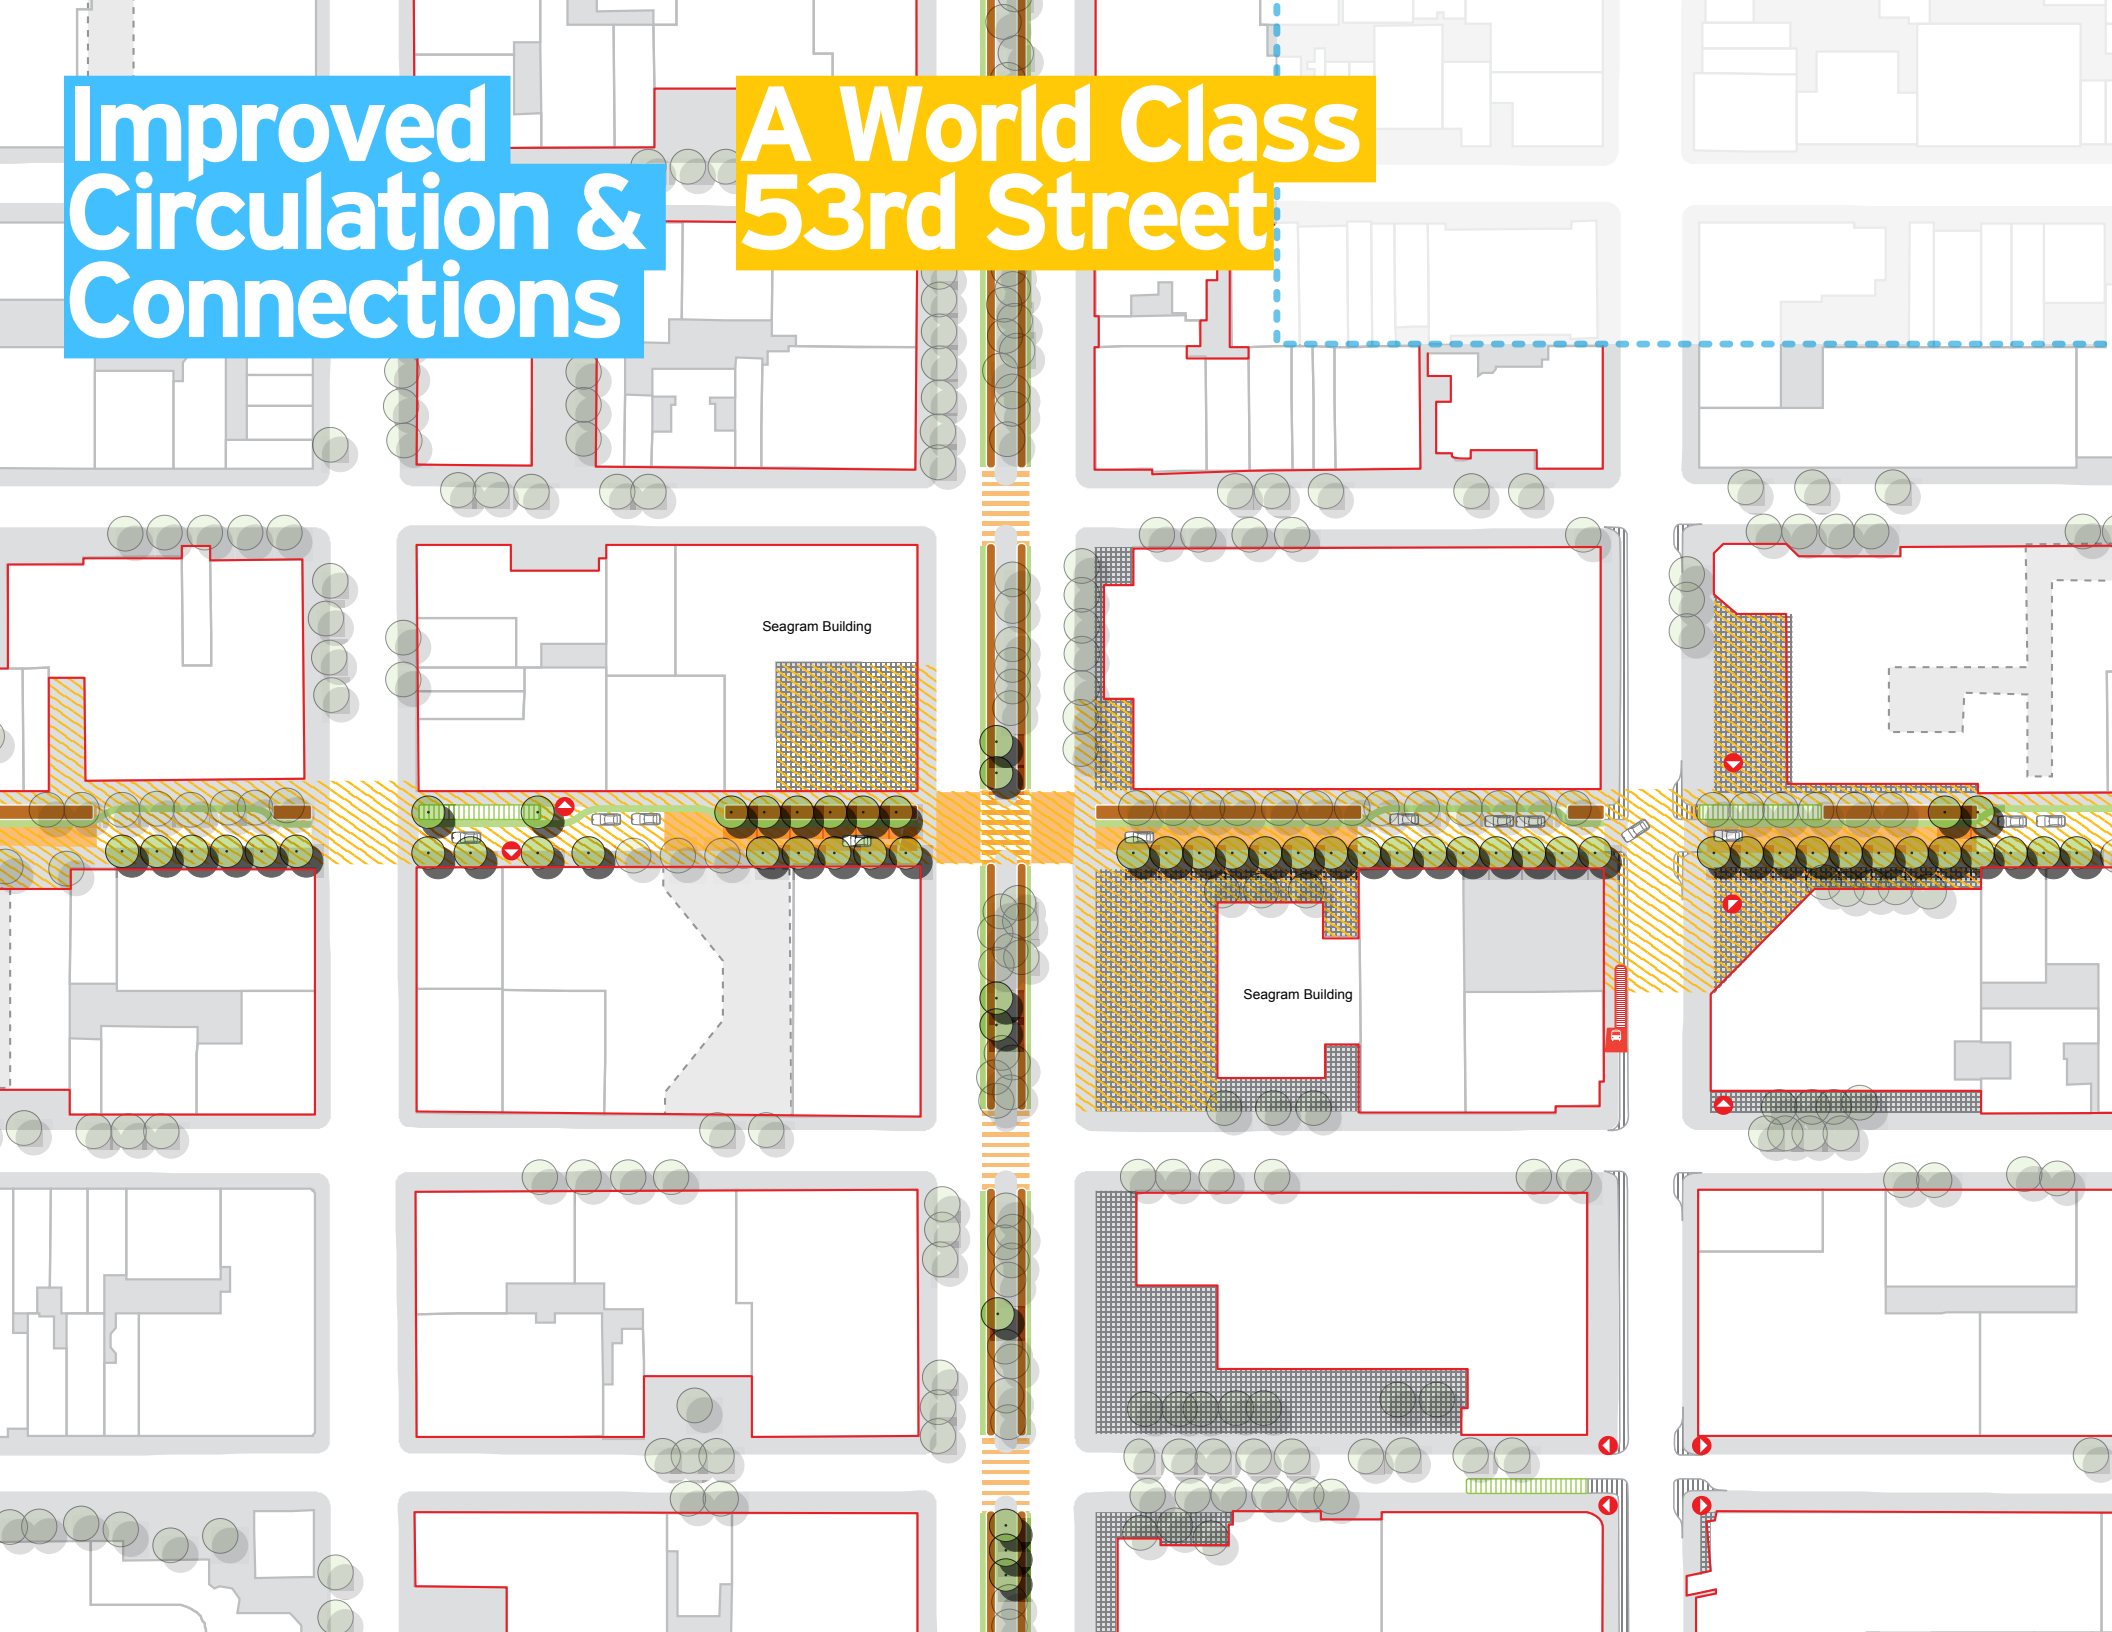 Improved
Circulation &
Connections
A World Class
53rd Street
Seagram Building
Seagram Building